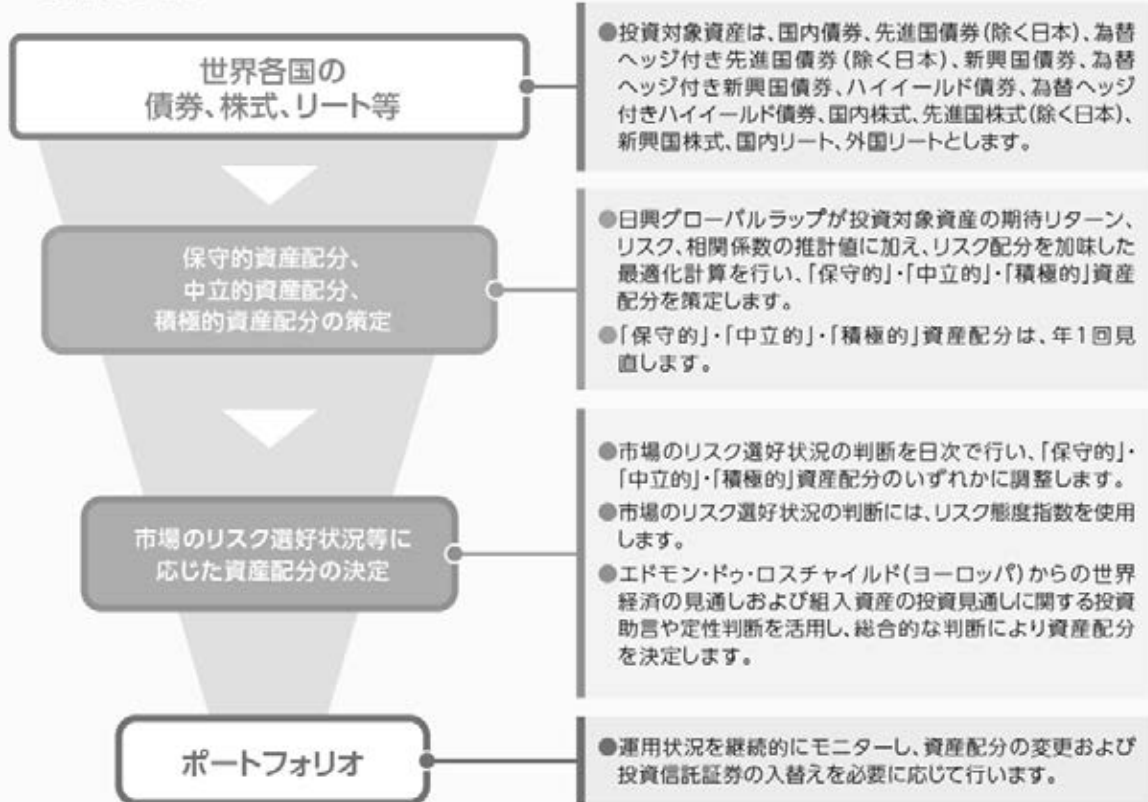 世界各国の
債券、株式、リート等
●投資対象資産は、国内債券、先進国債券(除く日本)、為替
ヘッジ付き先進国債券(除く日本)、新興国債券、為替
ヘッジ付き新興国債券、ハイイールド債券、為替ヘッジ
付きハイイールド債券、国内株式、先進国株式(除く日本)、
新興国株式、国内リート、外国リートとします。
保守的資産配分、
中立的資産配分、
積極的資産配分の策定
●日興グローバルラップが投資対象資産の期待リターン、
リスク、相関係数の推計値に加え、リスク配分を加味した
最適化計算を行い、「保守的」・「中立的」・「積極的」資産
配分を策定します。
●「保守的」・「中立的」・「積極的」資産配分は、年1回見
直します。
市場のリスク選好状況等に
応じた資産配分の決定
●市場のリスク選好状況の判断を日次で行い、「保守的」・
「中立的」・「積極的」資産配分のいずれかに調整します。
●市場のリスク選好状況の判断には、リスク態度指数を使用
します。
●エドモン・ドゥ・ロスチャイルド(ヨーロッパ)からの世界
経済の見通しおよび組入資産の投資見通しに関する投資
助言や定性判断を活用し、総合的な判断により資産配分
を決定します。
ポートフォリオ
●運用状況を継続的にモニターし、資産配分の変更および
投資信託証券の入替えを必要に応じて行います。